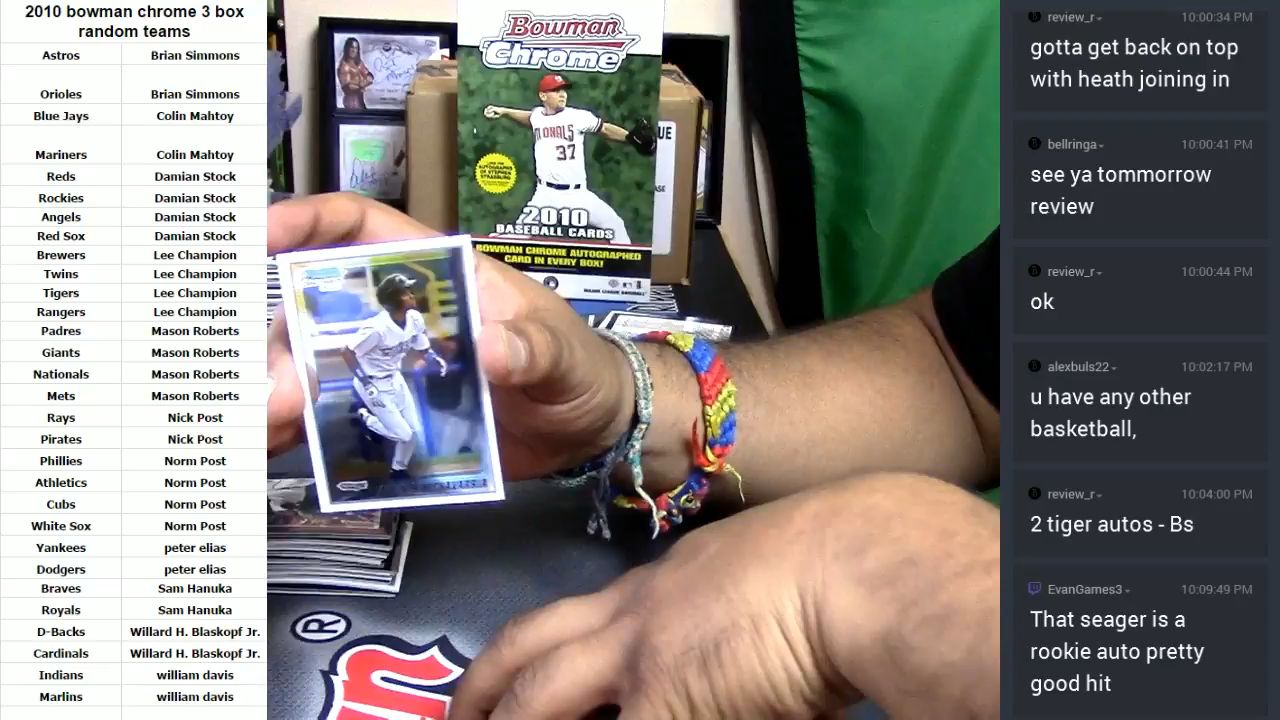 2010 bowman chrome 3 box
random teams
Astros Brian Simmons
Orioles Brian Simmons
Blue Jays Colin Mahtoy
Mariners Colin Mahtoy
Reds Damian Stock
Rockies Damian Stock
Angels Damian Stock
Red Sox Damian Stock
Brewers Lee Champion
Twins Lee Champion
Tigers Lee Champion
Rangers Lee Champion
Padres Mason Roberts
Giants Mason Roberts
Nationals Mason Roberts
Mets Mason Roberts
Rays Nick Post
Pirates Nick Post
Phillies Norm Post
Athletics Norm Post
Cubs Norm Post
White Sox Norm Post
Yankees peter elias
Dodgers peter elias
Braves Sam Hanuka
Royals Sam Hanuka
D-Backs Willard H. Blaskopf Jr.
Cardinals Willard H. Blaskopf Jr.
Indians william davis
Marlins william davis
Bowman
Chrome
37
2010
BASEBALL CARDS
BOWMAN CHROME AUTOGRAPHED
CARD IN EVERY BOX!
®
review_r 10:00:34 PM
gotta get back on top
with heath joining in
bellringa 10:00:41 PM
see ya tommorrow
review
review_r 10:00:44 PM
ok
alexbuls22 10:02:17 PM
u have any other
basketball,
review_r 10:04:00 PM
2 tiger autos - Bs
EvanGames3 10:09:49 PM
That seager is a
rookie auto pretty
good hit